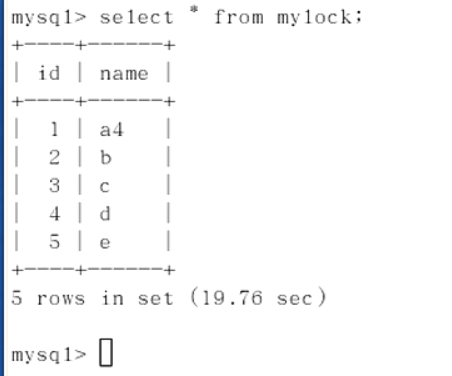 mysql> select * from mylock;
+----+------+
| id | name |
+----+------+
|  1 | a4   |
|  2 | b    |
|  3 | c    |
|  4 | d    |
|  5 | e    |
+----+------+
5 rows in set (19.76 sec)
mysql>